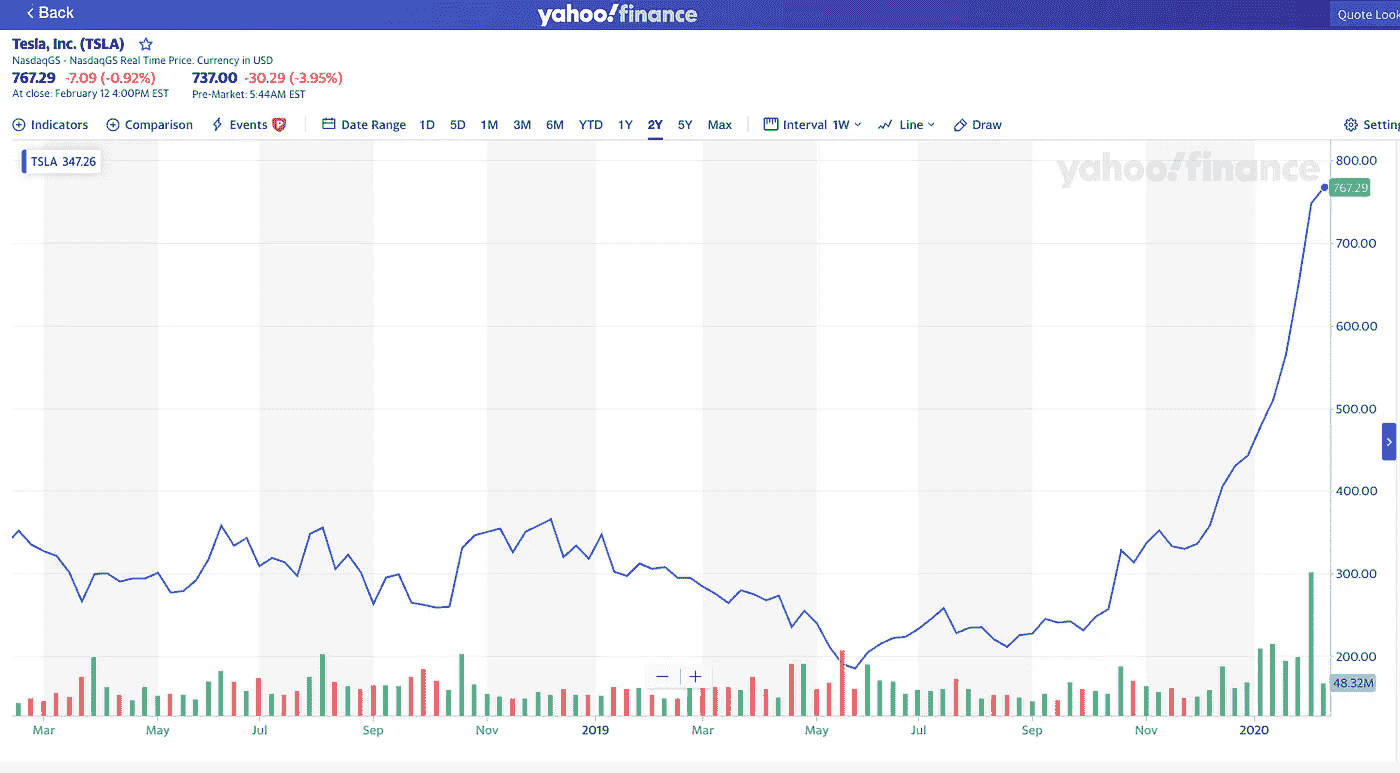 Back
yahoo!finance
Quote Loo
Tesla, Inc. (TSLA)
NasdaqGS - NasdaqGS Real Time Price. Currency in USD
767.29 -7.09 (-0.92%) 737.00 -30.29 (-3.95%)
At close: February 12 4:00PM EST Pre-Market: 5:44AM EST
Indicators Comparison Events Date Range 1D 5D 1M 3M 6M YTD 1Y 2Y 5Y Max Interval 1W Line Draw Settin
TSLA 347.26
yahoo!finance
800.00
767.29
700.00
600.00
500.00
400.00
300.00
200.00
48.32M
Mar May Jul Sep Nov 2019 Mar May Jul Sep Nov 2020